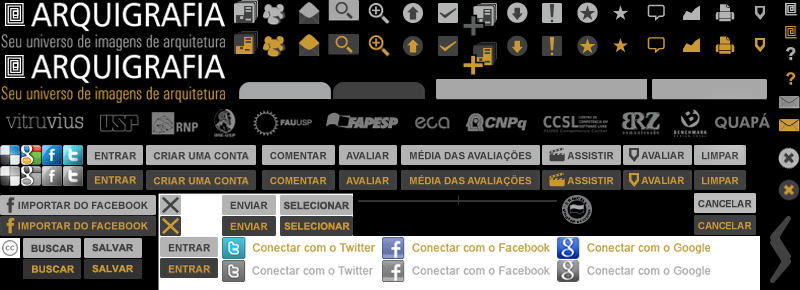 ARQUIGRAFIA
Seu universo de imagens de arquitetura
ARQUIGRAFIA
Seu universo de imagens de arquitetura
vitruvius USP RNP FAUUSP FAPESP eca CNPq CCSL BRZ BENCHMARK QUAPÁ
ENTRAR CRIAR UMA CONTA COMENTAR AVALIAR MÉDIA DAS AVALIAÇÕES ASSISTIR AVALIAR LIMPAR
ENTRAR CRIAR UMA CONTA COMENTAR AVALIAR MÉDIA DAS AVALIAÇÕES ASSISTIR AVALIAR LIMPAR
IMPORTAR DO FACEBOOK ENVIAR SELECIONAR CANCELAR
IMPORTAR DO FACEBOOK ENVIAR SELECIONAR CANCELAR
cc BUSCAR SALVAR ENTRAR Conectar com o Twitter Conectar com o Facebook Conectar com o Google
BUSCAR SALVAR ENTRAR Conectar com o Twitter Conectar com o Facebook Conectar com o Google